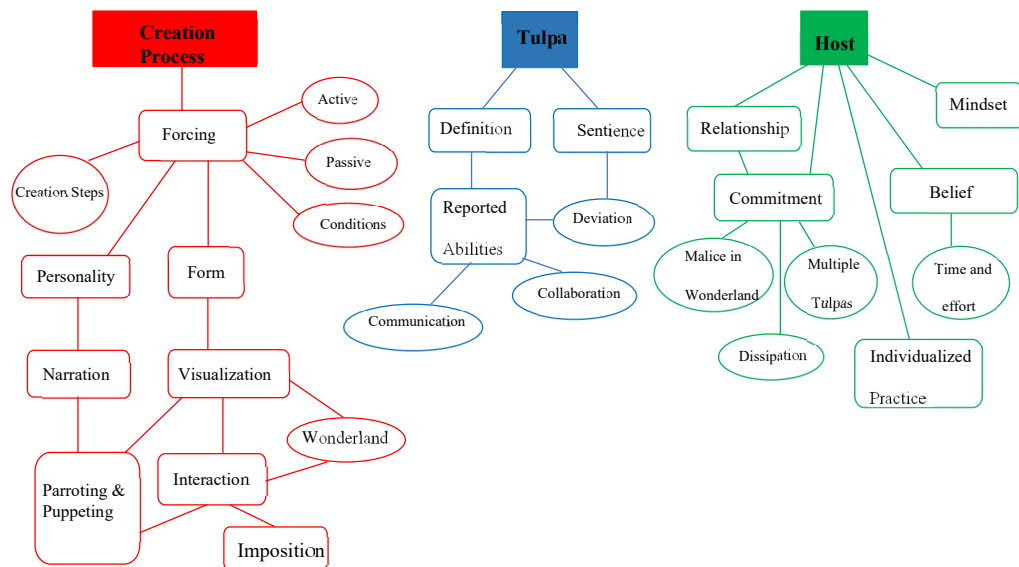 Creation
Process
Forcing
Active
Passive
Conditions
Creation Steps
Personality
Form
Narration
Visualization
Wonderland
Parroting &
Puppeting
Interaction
Imposition
Tulpa
Definition
Sentience
Reported
Abilities
Deviation
Communication
Collaboration
Host
Mindset
Relationship
Commitment
Belief
Malice in
Wonderland
Multiple
Tulpas
Time and
effort
Dissipation
Individualized
Practice